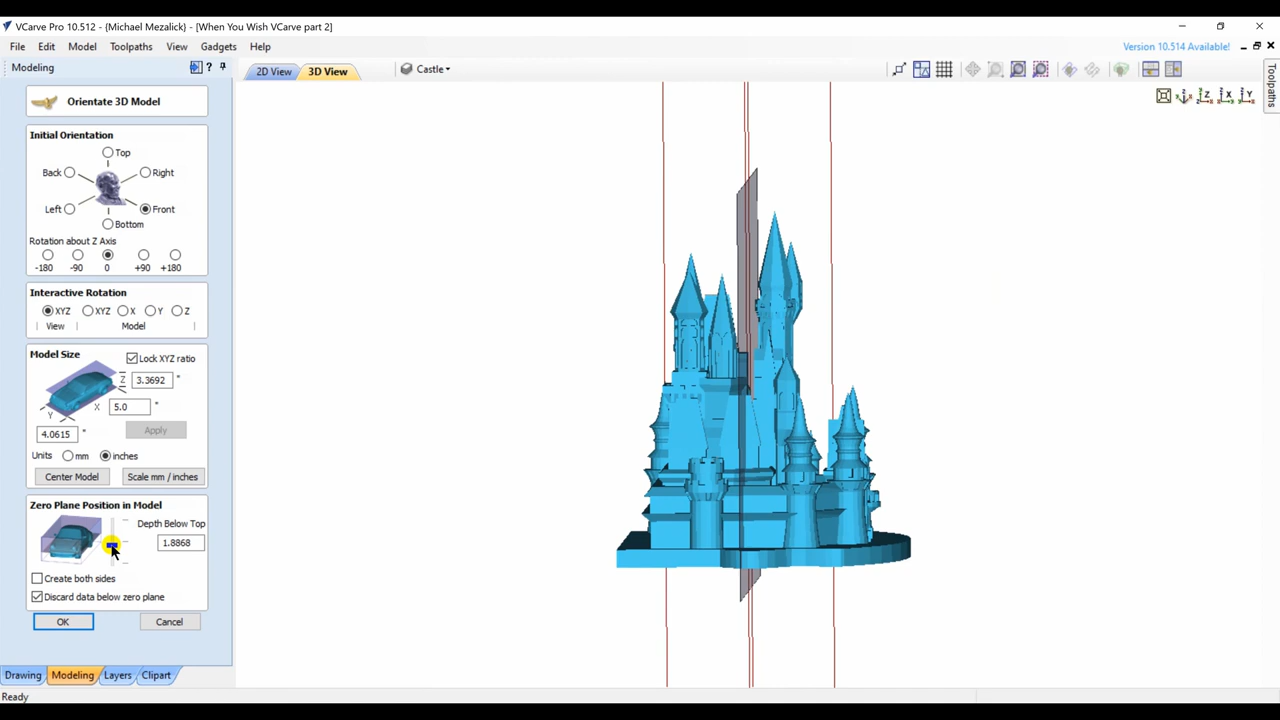 VCarve Pro 10.512 - (Michael Mezalick) - [When You Wish VCarve part 2]
File Edit Model Toolpaths View Gadgets Help
Version 10.514 Available!
Modeling
2D View 3D View
Castle
Toolpaths
Orientate 3D Model
Initial Orientation
Top
Back
Right
Left
Front
Bottom
Rotation about Z Axis
-180 -90 0 +90 +180
Interactive Rotation
XYZ XYZ X Y Z
View Model
Model Size
Lock XYZ ratio
Z 3.3692 "
X 5.0 "
Y
4.0615 "
Apply
Units mm inches
Center Model Scale mm / inches
Zero Plane Position in Model
Depth Below Top
1.8868
Create both sides
Discard data below zero plane
OK Cancel
Drawing Modeling Layers Clipart
Ready